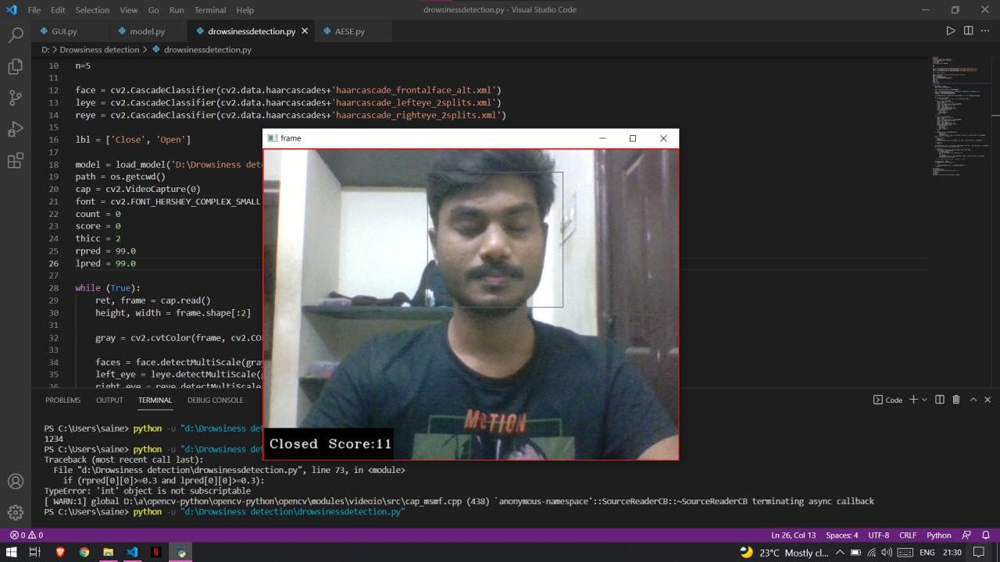 File Edit Selection View Go Run Terminal Help
drowsinessdetection.py - Visual Studio Code
GUI.py
model.py
drowsinessdetection.py
AESE.py
D: > Drowsiness detection > drowsinessdetection.py
10 n=5
11
12 face = cv2.CascadeClassifier(cv2.data.haarcascades+'haarcascade_frontalface_alt.xml')
13 leye = cv2.CascadeClassifier(cv2.data.haarcascades+'haarcascade_lefteye_2splits.xml')
14 reye = cv2.CascadeClassifier(cv2.data.haarcascades+'haarcascade_righteye_2splits.xml')
15
16 lbl = ['Close', 'Open']
17
18 model = load_model('D:\Drowsiness det
19 path = os.getcwd()
20 cap = cv2.VideoCapture(0)
21 font = cv2.FONT_HERSHEY_COMPLEX_SMALL
22 count = 0
23 score = 0
24 thicc = 2
25 rpred = 99.0
26 lpred = 99.0
27
28 while (True):
29 ret, frame = cap.read()
30 height, width = frame.shape[:2]
31
32 gray = cv2.cvtColor(frame, cv2.CO
33
34 faces = face.detectMultiScale(gra
35 left_eye = leye.detectMultiScale(
36 right_eye = reye.detectMultiScale
frame
MOTION
Closed Score:11
PROBLEMS OUTPUT TERMINAL DEBUG CONSOLE
Code
PS C:\Users\saine> python -u "d:\Drowsiness det
1234
PS C:\Users\saine> python -u "d:\Drowsiness det
Traceback (most recent call last):
File "d:\Drowsiness detection\drowsinessdetection.py", line 73, in <module>
if (rpred[0][0]>=0.3 and lpred[0][0]>=0.3):
TypeError: 'int' object is not subscriptable
[ WARN:1] global D:\a\opencv-python\opencv-python\opencv\modules\videoio\src\cap_msmf.cpp (438) `anonymous-namespace'::SourceReaderCB::~SourceReaderCB terminating async callback
PS C:\Users\saine> python -u "d:\Drowsiness detection\drowsinessdetection.py"
0 0
Ln 26, Col 13 Spaces: 4 UTF-8 CRLF Python
N
23°C Mostly cl... ENG 21:30